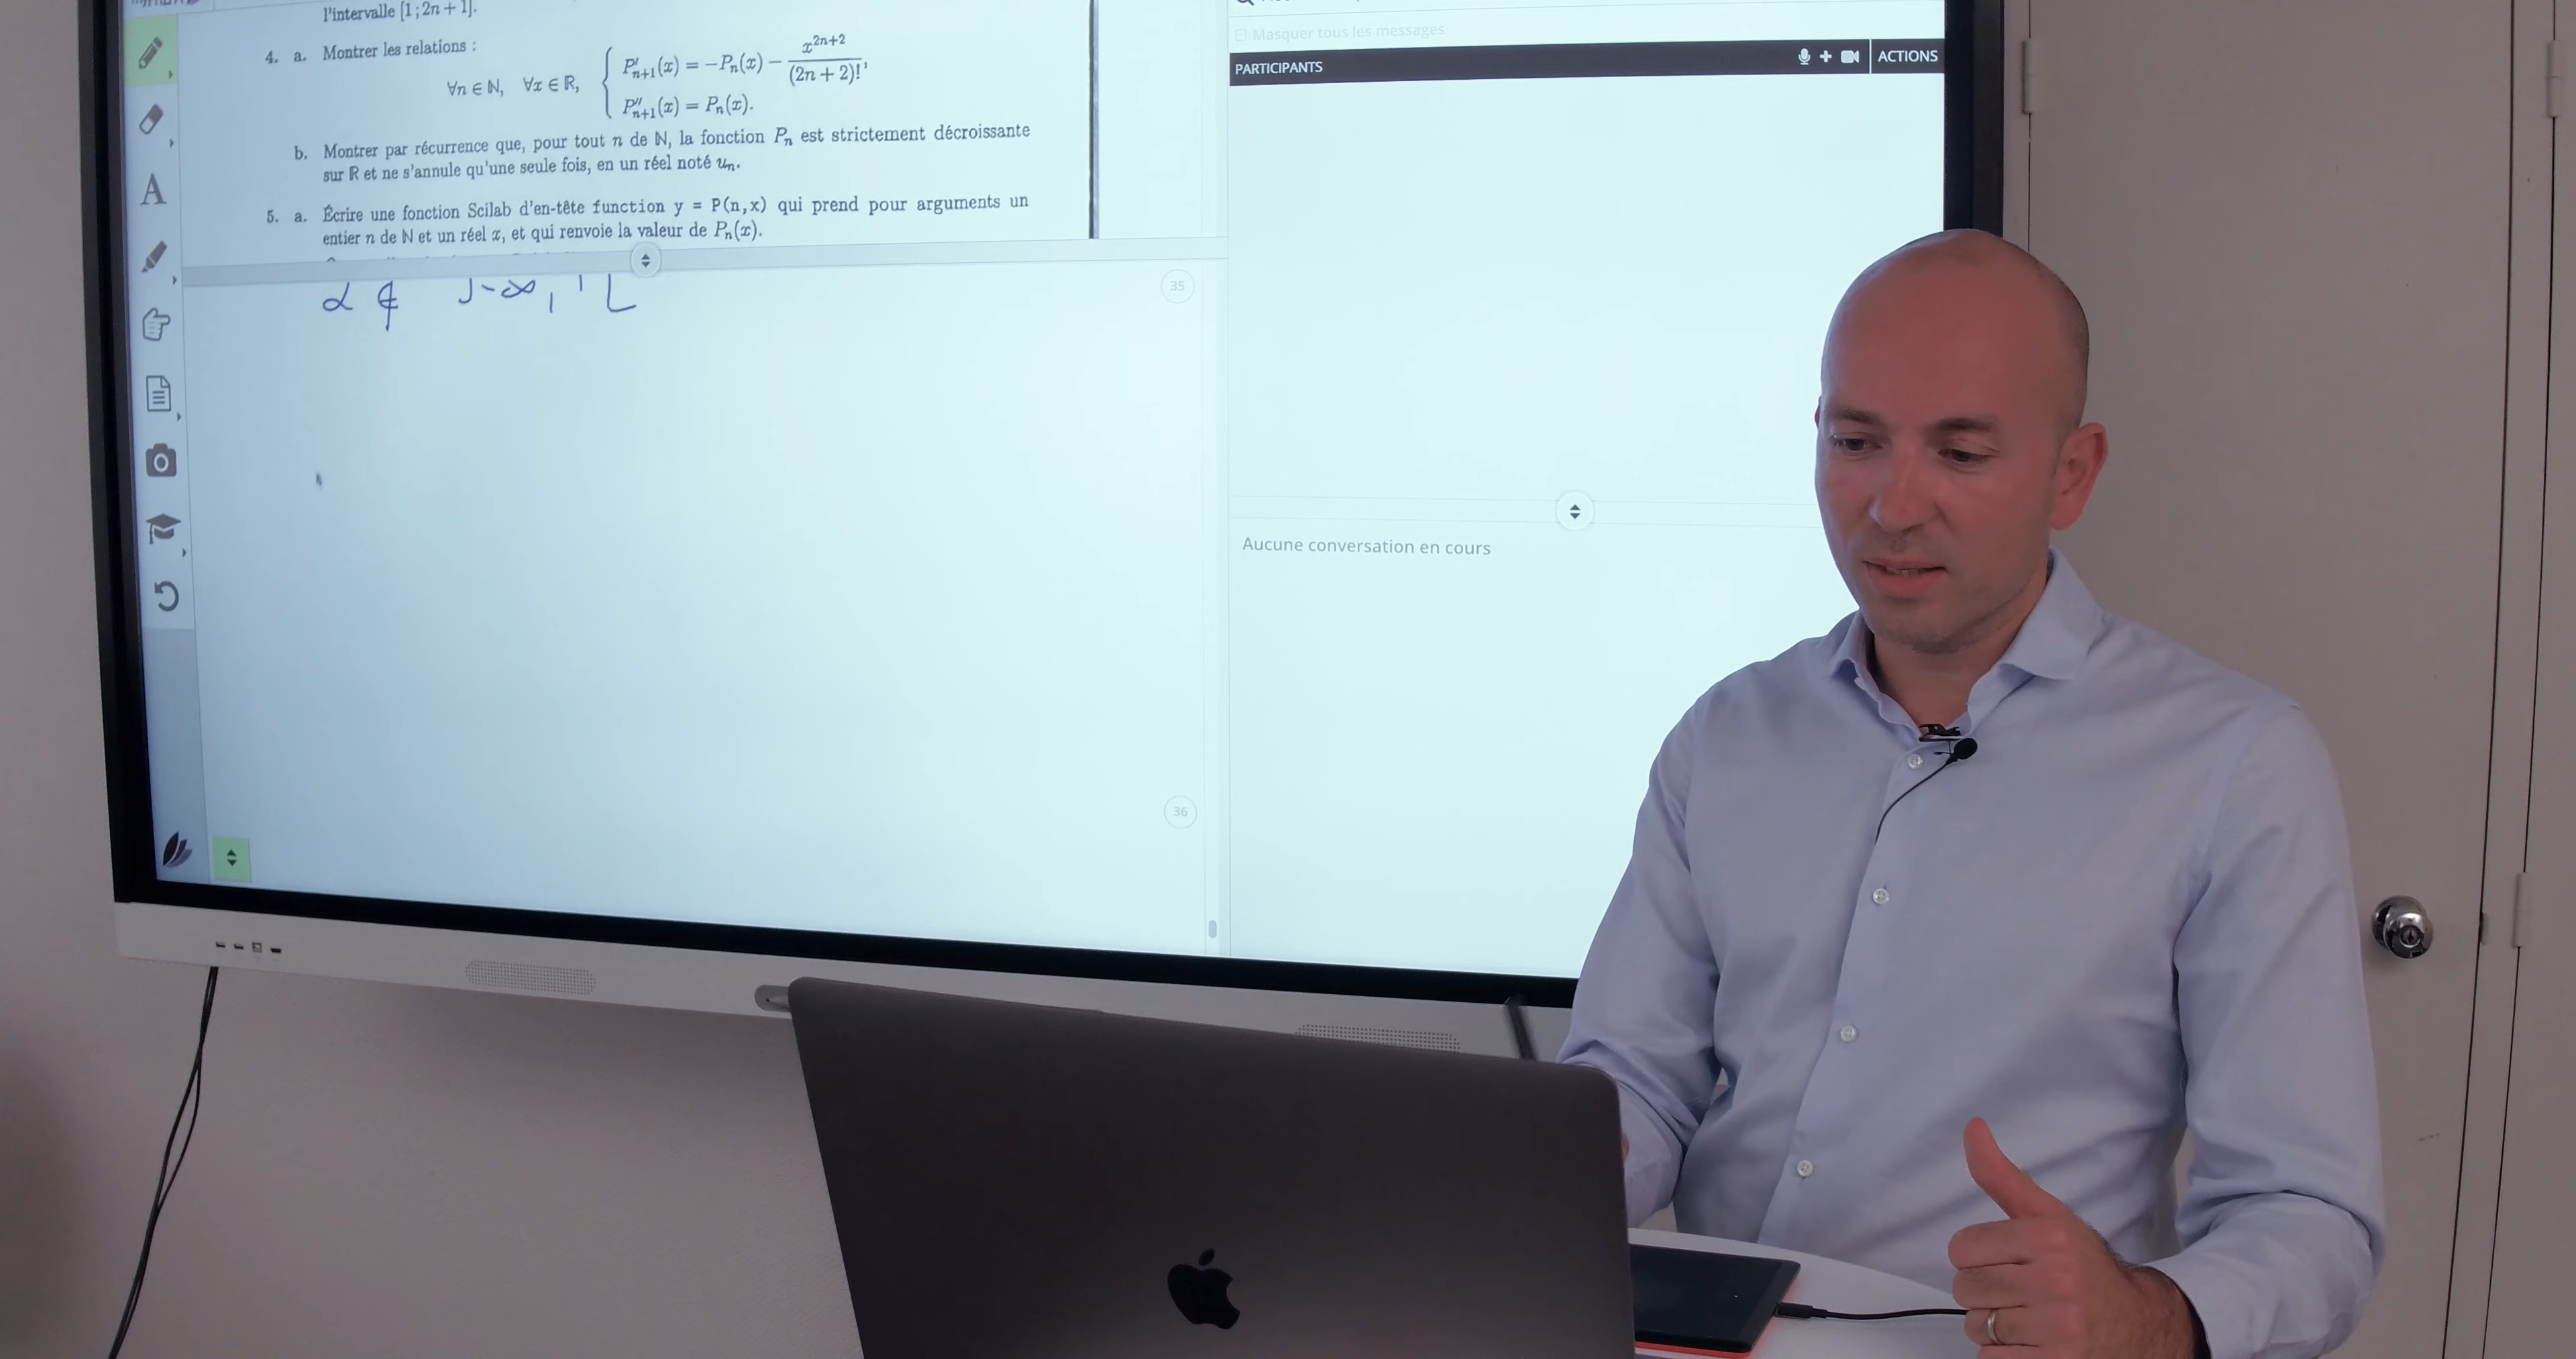 l'intervalle [1 ; 2n + 1].
Masquer tous les messages
PARTICIPANTS
ACTIONS
4. a. Montrer les relations :
∀n ∈ ℕ, ∀x ∈ ℝ, { P′ₙ₊₁(x) = −Pₙ(x) − x²ⁿ⁺²/(2n + 2)!,
P″ₙ₊₁(x) = Pₙ(x).
b. Montrer par récurrence que, pour tout n de ℕ, la fonction Pₙ est strictement décroissante
sur ℝ et ne s'annule qu'une seule fois, en un réel noté uₙ.
5. a. Écrire une fonction Scilab d'en-tête function y = P(n,x) qui prend pour arguments un
entier n de ℕ et un réel x, et qui renvoie la valeur de Pₙ(x).
α ∉ ]-∞, 1[
35
A
Aucune conversation en cours
36